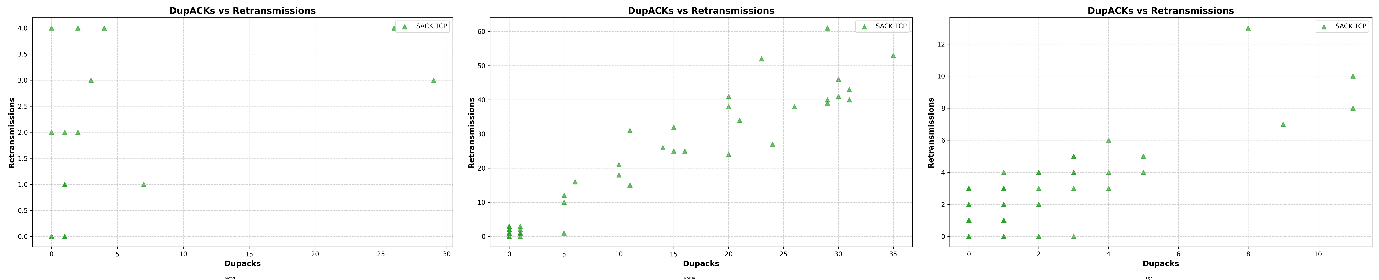 DupACKs vs Retransmissions
SACK TCP
Retransmissions
4.0
3.5
3.0
2.5
2.0
1.5
1.0
0.5
0.0
0 5 10 15 20 25 30
Dupacks
DupACKs vs Retransmissions
SACK TCP
Retransmissions
60
50
40
30
20
10
0
0 5 10 15 20 25 30 35
Dupacks
DupACKs vs Retransmissions
SACK TCP
Retransmissions
12
10
8
6
4
2
0
0 2 4 6 8 10
Dupacks